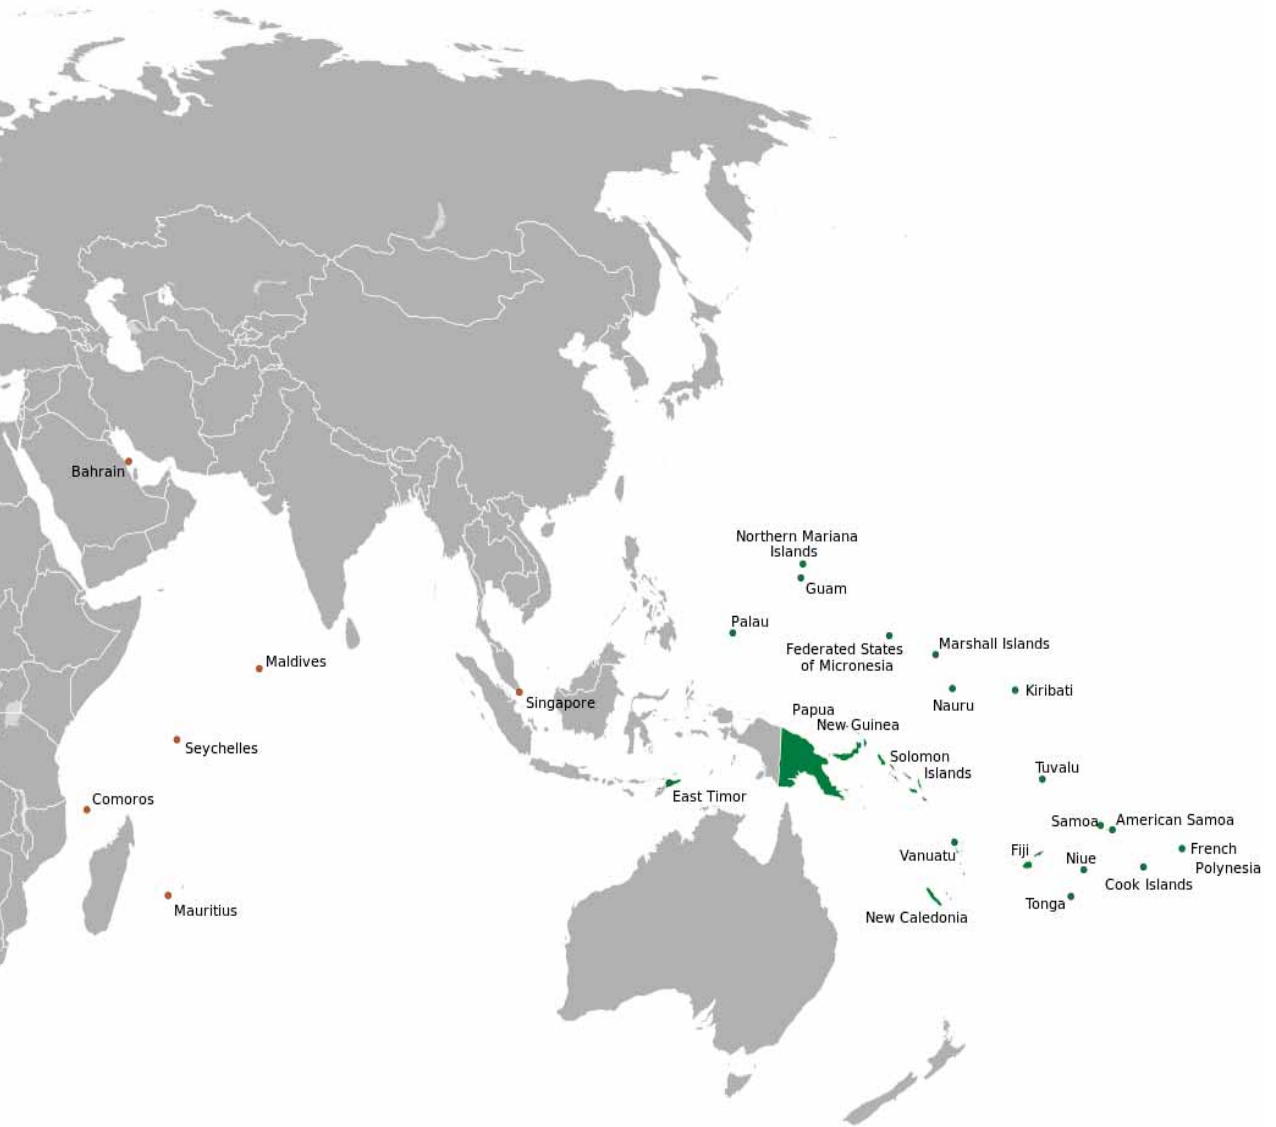 Bahrain
Northern Mariana
Islands
Guam
Palau
Federated States
of Micronesia
Marshall Islands
Maldives
Kiribati
Singapore
Nauru
Papua
New Guinea
Seychelles
Solomon
Islands
Tuvalu
East Timor
Comoros
Samoa
American Samoa
Vanuatu
Fiji
Niue
French
Polynesia
Cook Islands
Tonga
Mauritius
New Caledonia